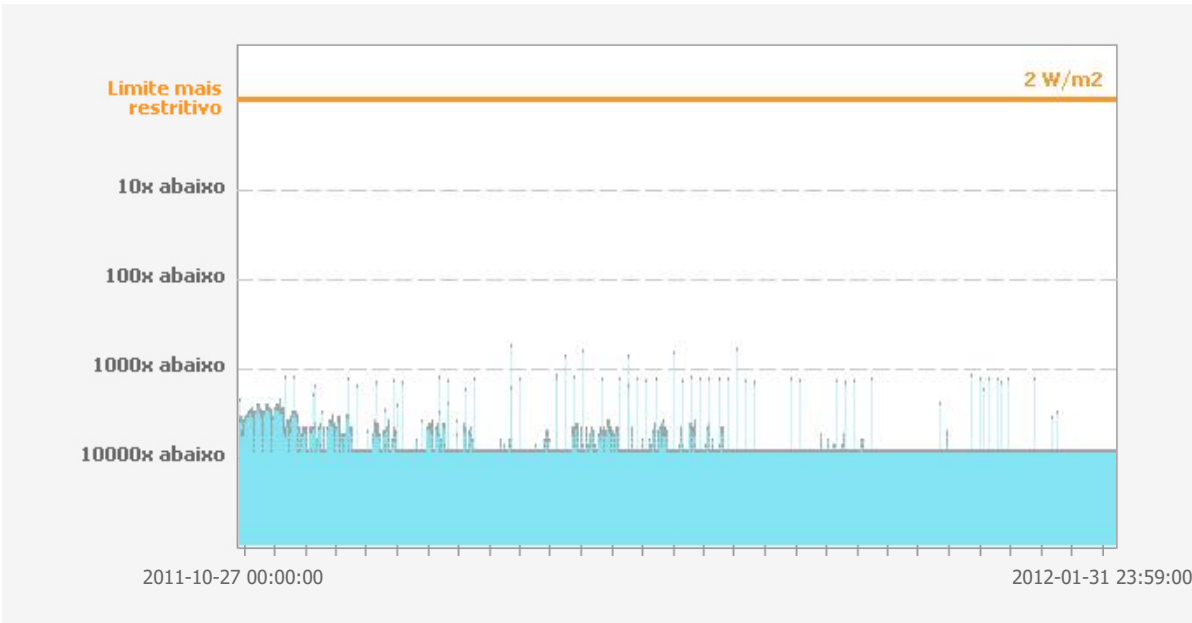 2 W/m2
Limite mais
restritivo
10x abaixo
100x abaixo
1000x abaixo
10000x abaixo
2011-10-27 00:00:00
2012-01-31 23:59:00